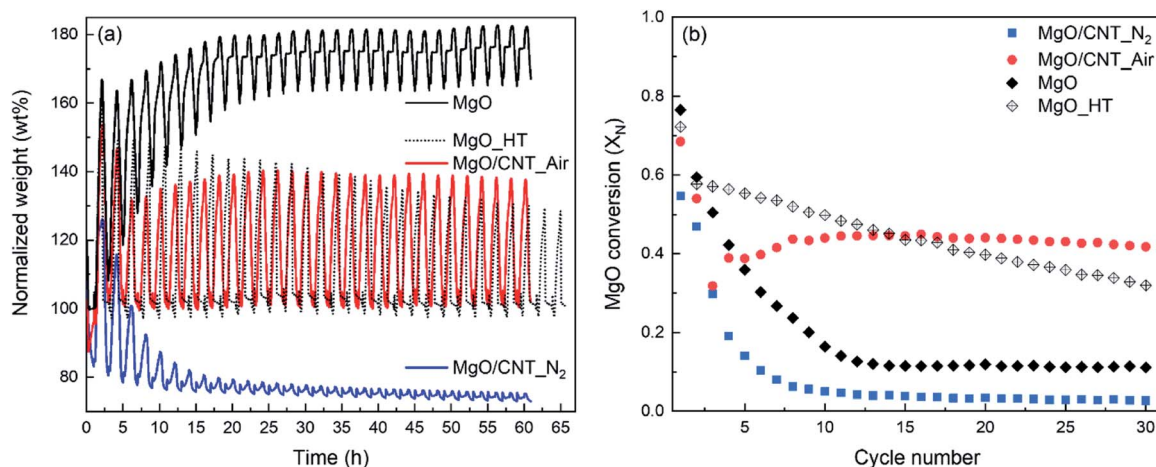 (a)
Normalized weight (wt%)
180
160
140
120
100
80
MgO
MgO_HT
MgO/CNT_Air
MgO/CNT_N₂
0 5 10 15 20 25 30 35 40 45 50 55 60 65
Time (h)
(b)
MgO conversion (X_N)
1.0
0.8
0.6
0.4
0.2
0.0
MgO/CNT_N₂
MgO/CNT_Air
MgO
MgO_HT
5 10 15 20 25 30
Cycle number